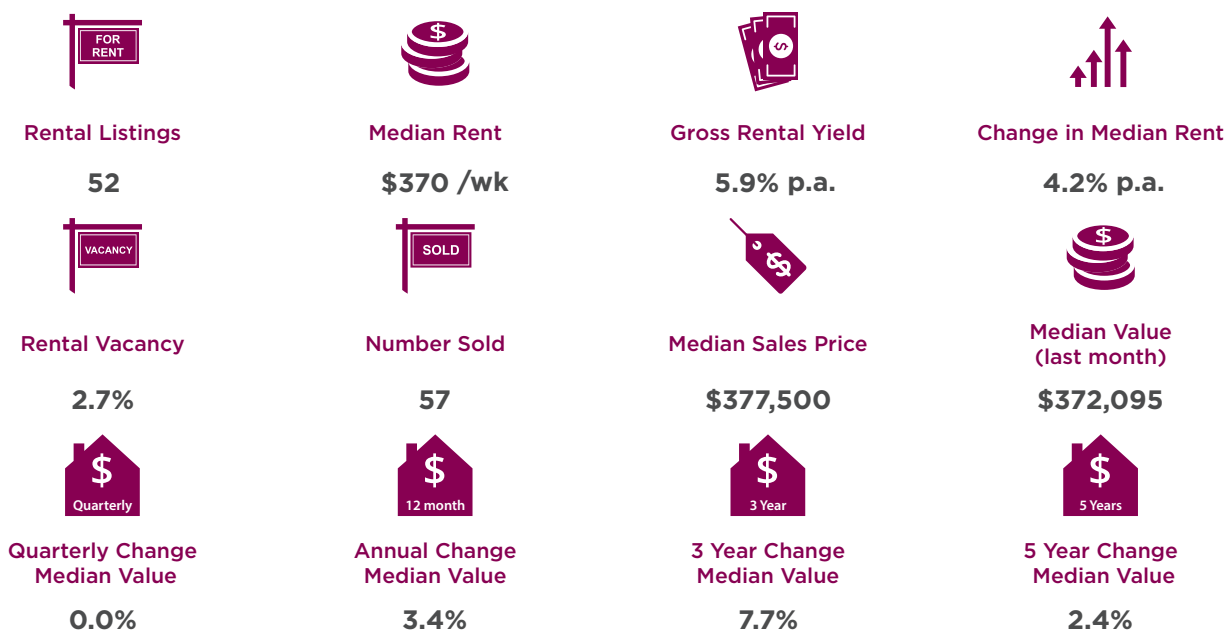 FOR
RENT
$
$
Rental Listings
Median Rent
Gross Rental Yield
Change in Median Rent
52
$370 /wk
5.9% p.a.
4.2% p.a.
VACANCY
SOLD
$
$
Rental Vacancy
Number Sold
Median Sales Price
Median Value
(last month)
2.7%
57
$377,500
$372,095
$
Quarterly
$
12 month
$
3 Year
$
5 Years
Quarterly Change
Median Value
Annual Change
Median Value
3 Year Change
Median Value
5 Year Change
Median Value
0.0%
3.4%
7.7%
2.4%